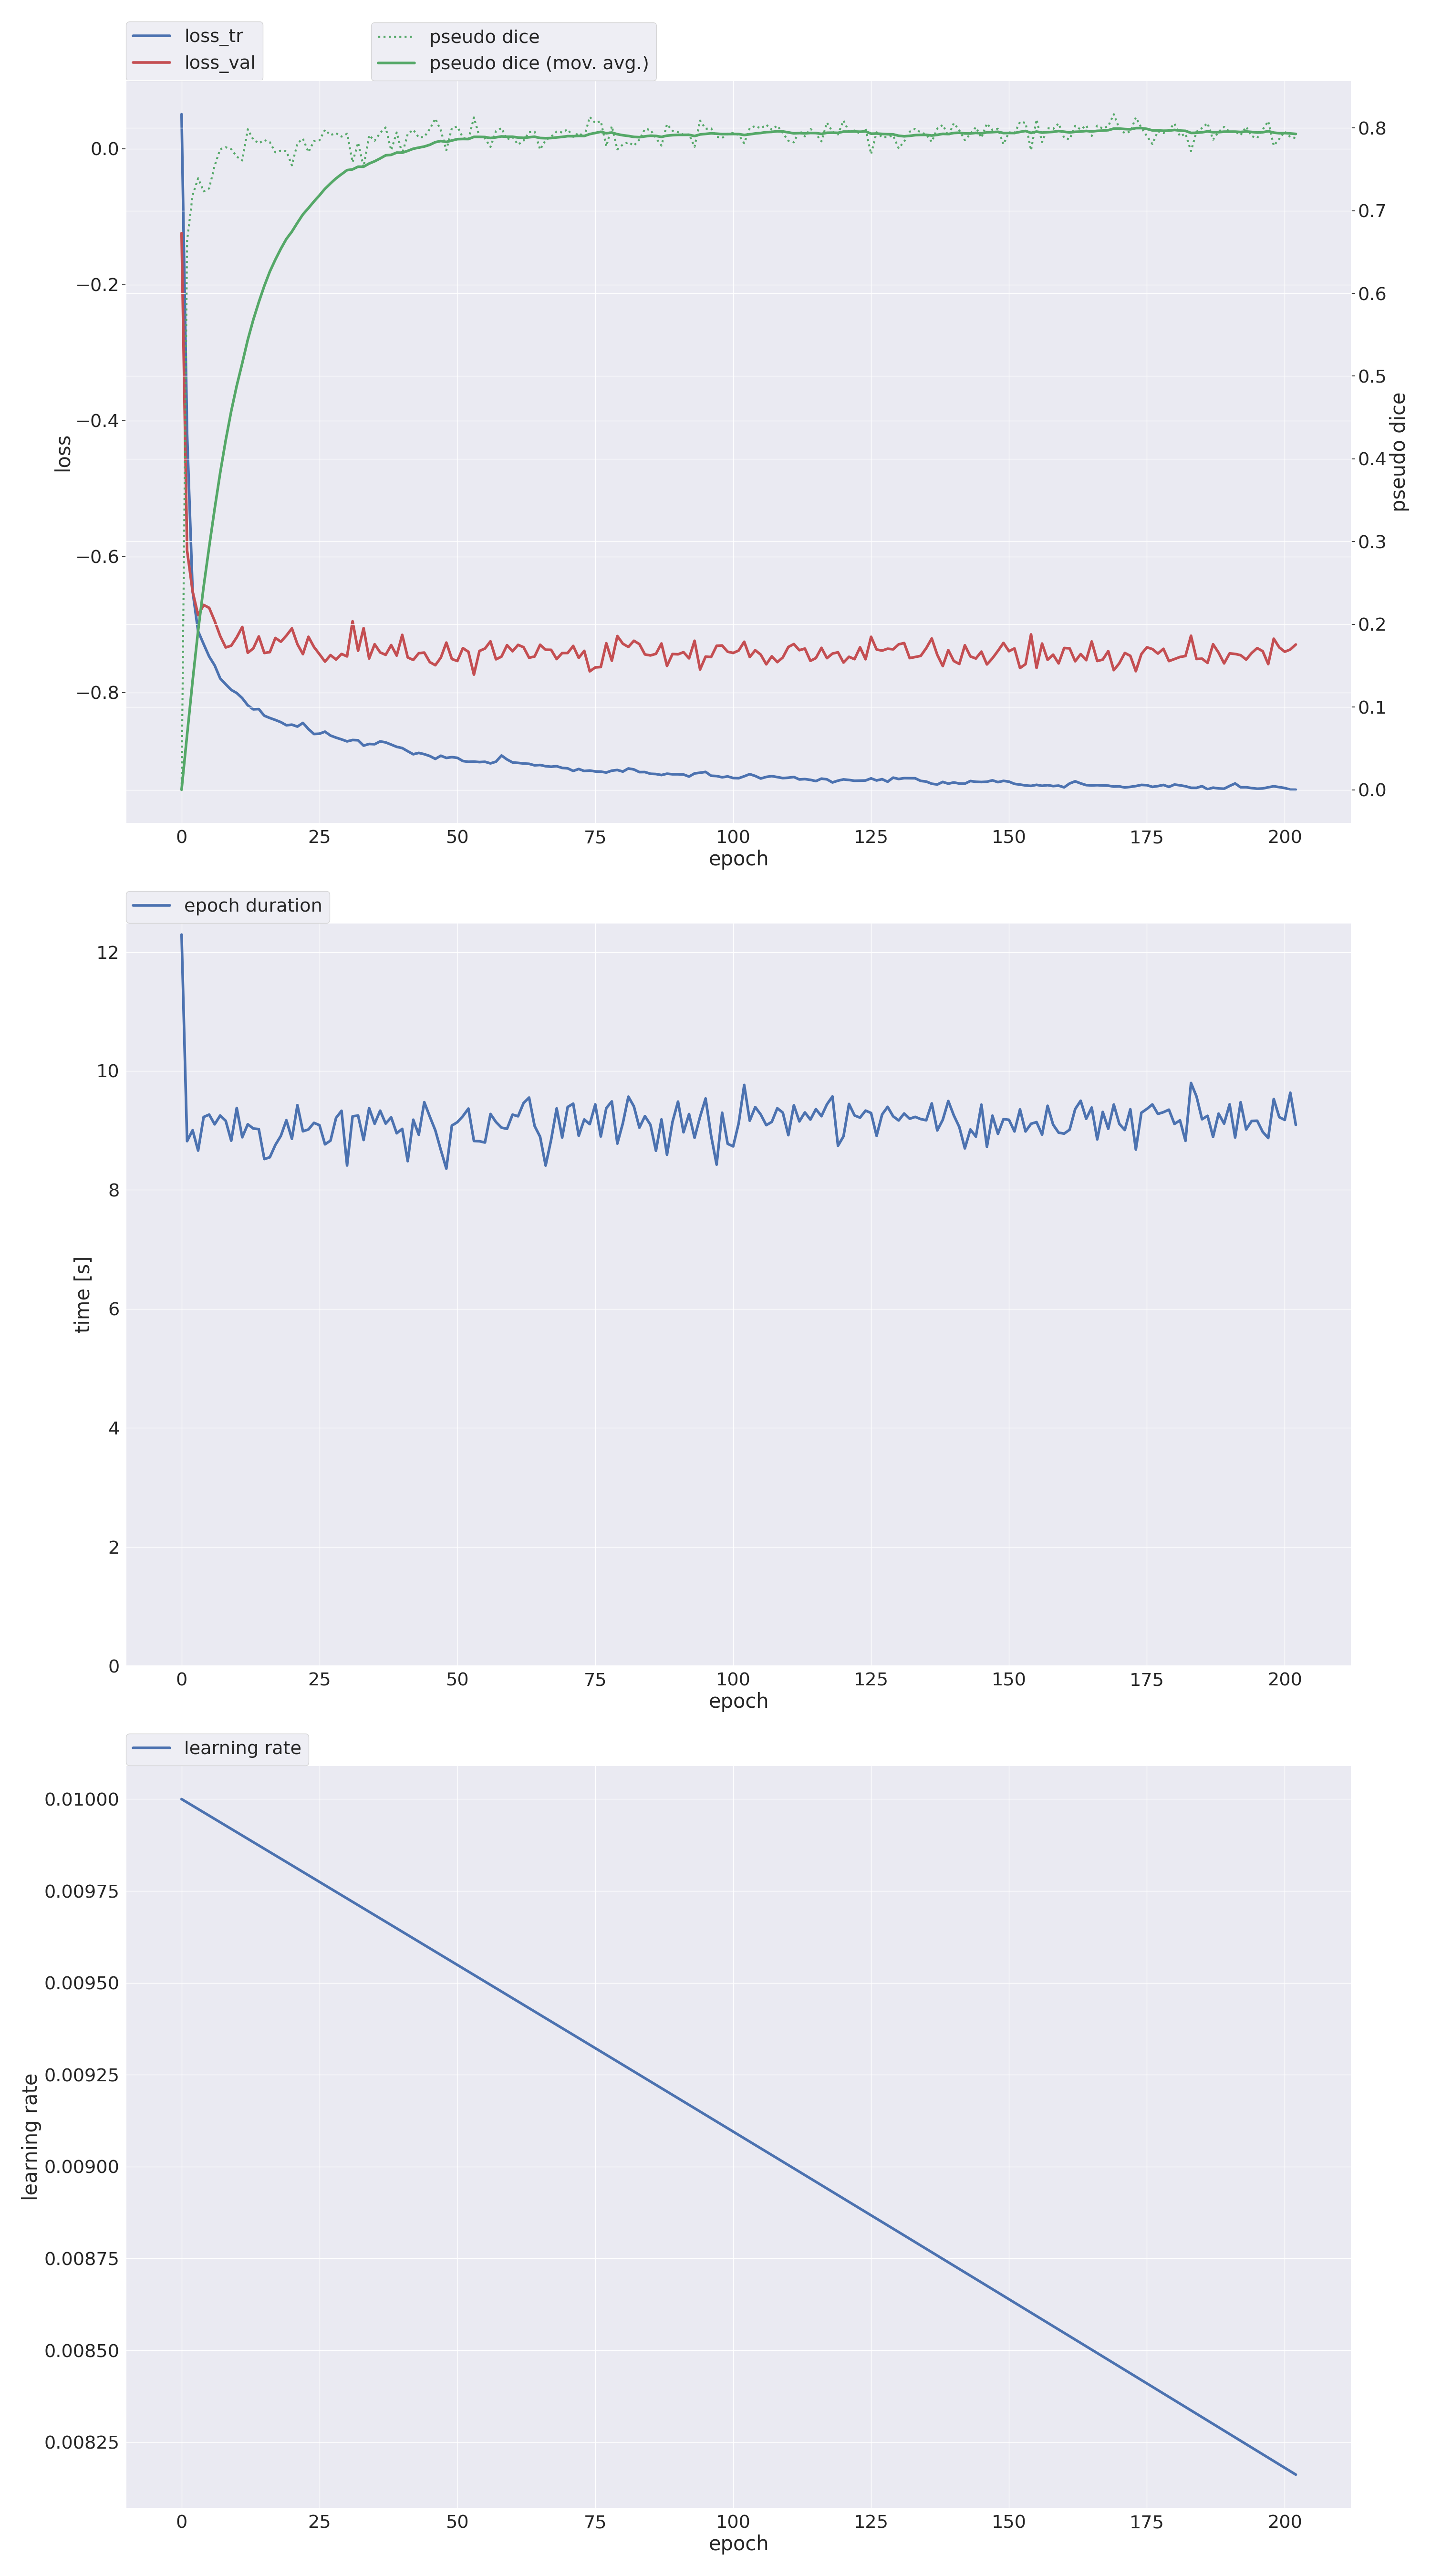 loss_tr
loss_val
pseudo dice
pseudo dice (mov. avg.)
0.0
−0.2
−0.4
−0.6
−0.8
loss
0.8
0.7
0.6
0.5
0.4
0.3
0.2
0.1
0.0
pseudo dice
0 25 50 75 100 125 150 175 200
epoch
epoch duration
12
10
8
6
4
2
0
time [s]
0 25 50 75 100 125 150 175 200
epoch
learning rate
0.01000
0.00975
0.00950
0.00925
0.00900
0.00875
0.00850
0.00825
learning rate
0 25 50 75 100 125 150 175 200
epoch